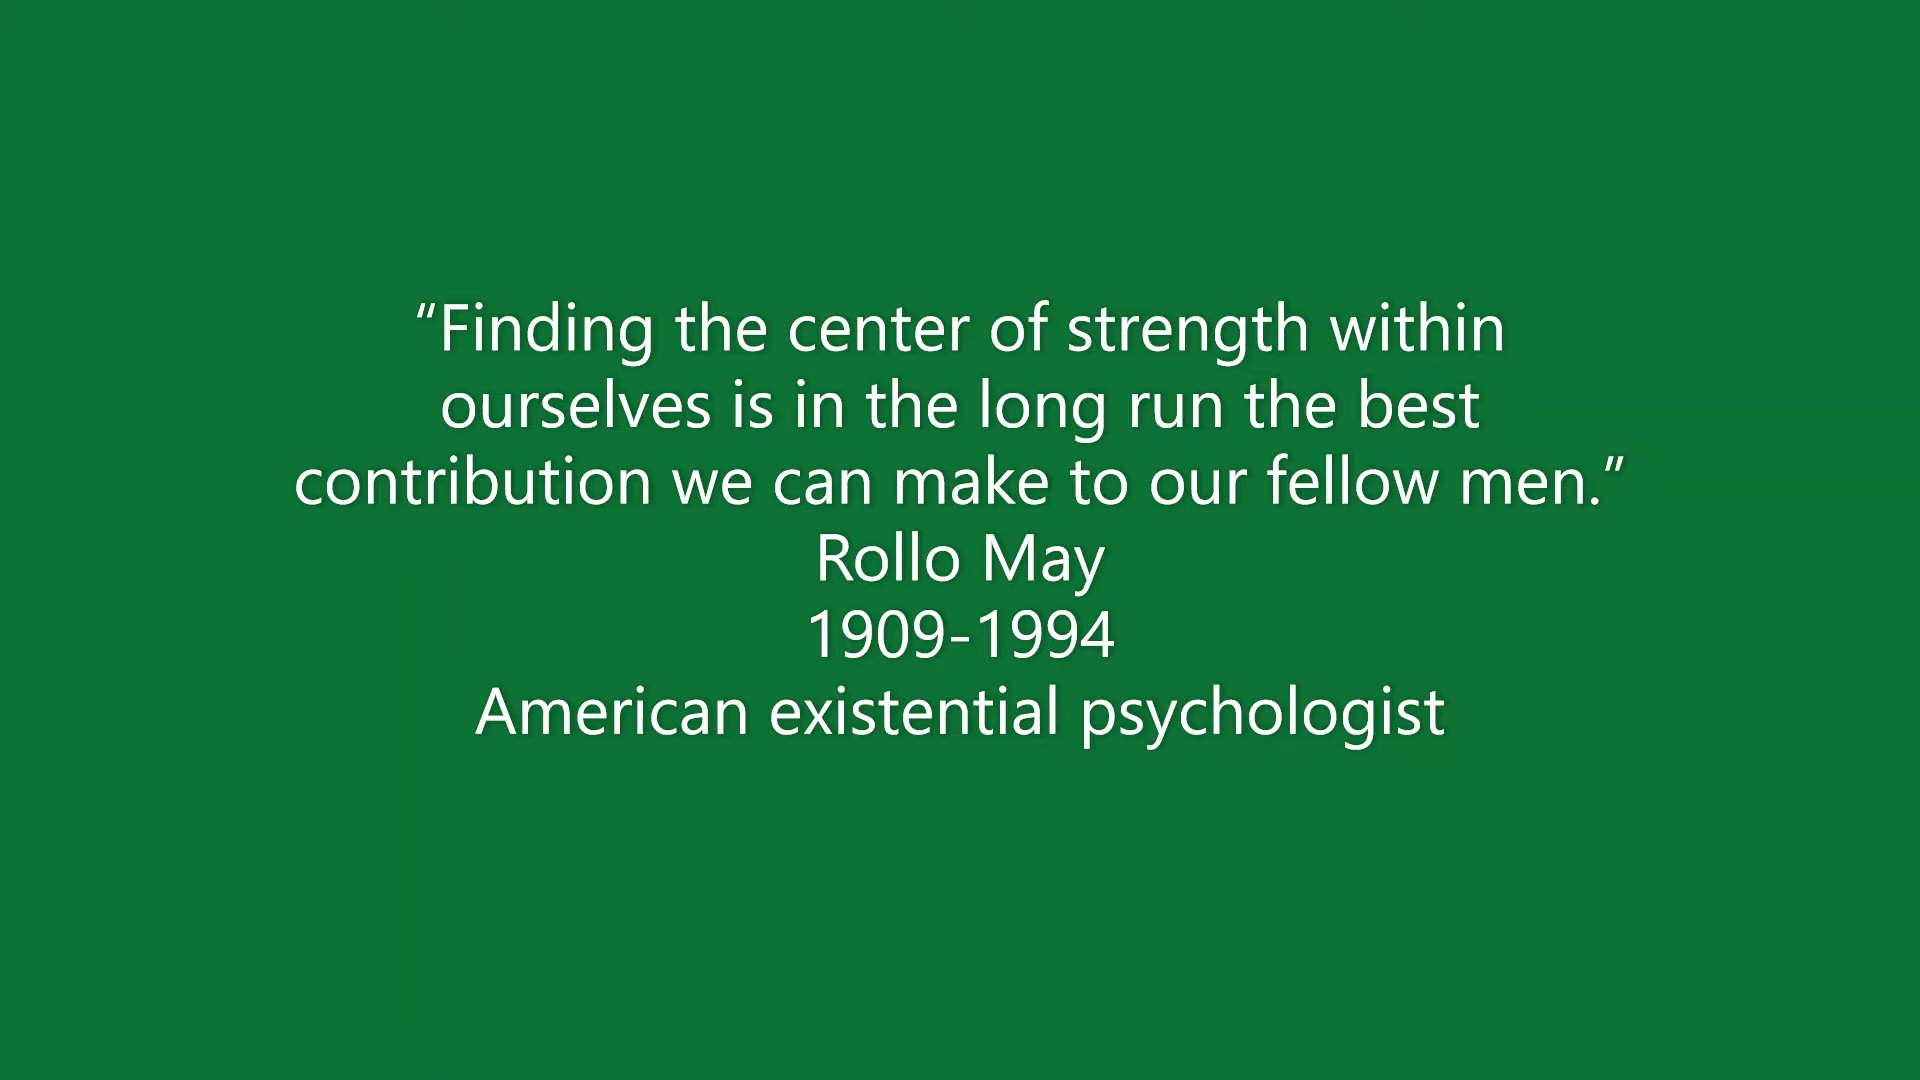 “Finding the center of strength within
ourselves is in the long run the best
contribution we can make to our fellow men.”
Rollo May
1909-1994
American existential psychologist